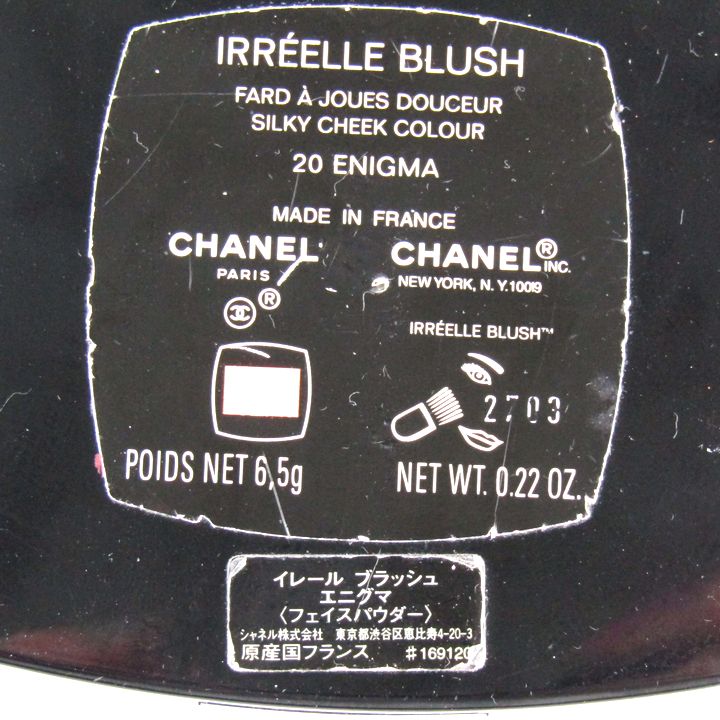 IRRÉELLE BLUSH
FARD À JOUES DOUCEUR
SILKY CHEEK COLOUR
20 ENIGMA
MADE IN FRANCE
CHANEL
PARIS
®
CHANEL® INC.
NEW YORK, N. Y. 10019
IRRÉELLE BLUSH™
2703
POIDS NET 6,5g
NET WT. 0.22 OZ.
イレール ブラッシュ
エニグマ
〈フェイスパウダー〉
シャネル株式会社 東京都渋谷区恵比寿4-20-3
原産国フランス #169120